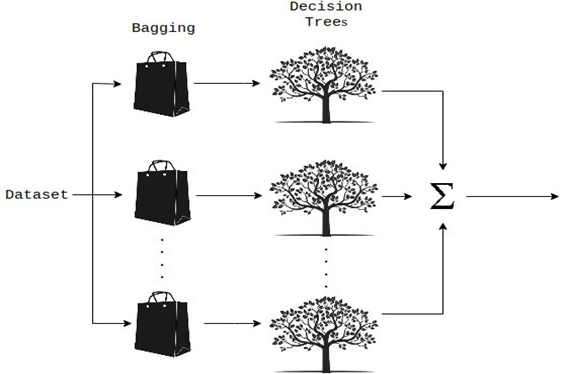 Bagging
Decision
Trees
Dataset
Σ